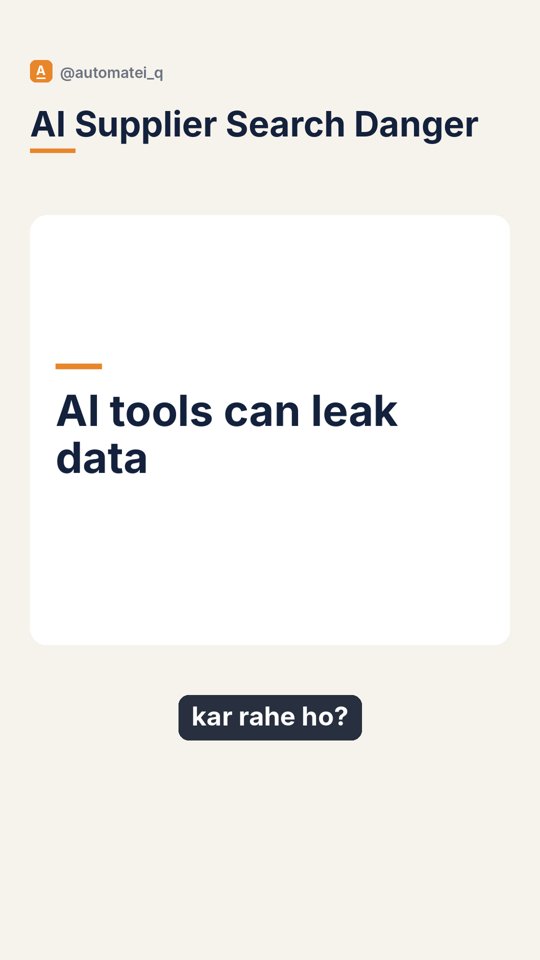 A @automatei_q
AI Supplier Search Danger
AI tools can leak
data
kar rahe ho?